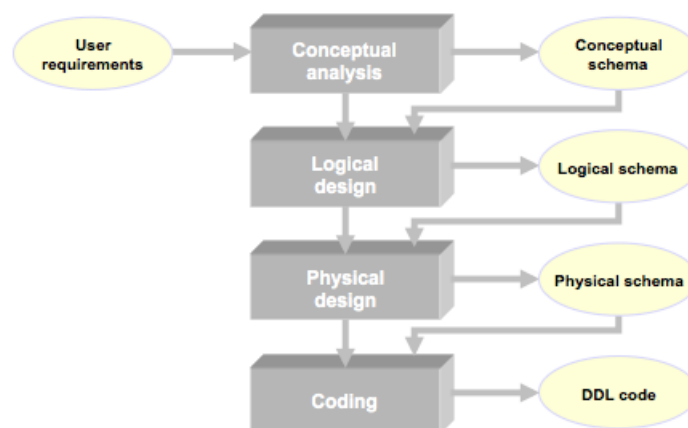 User
requirements
Conceptual
analysis
Conceptual
schema
Logical
design
Logical schema
Physical
design
Physical schema
Coding
DDL code